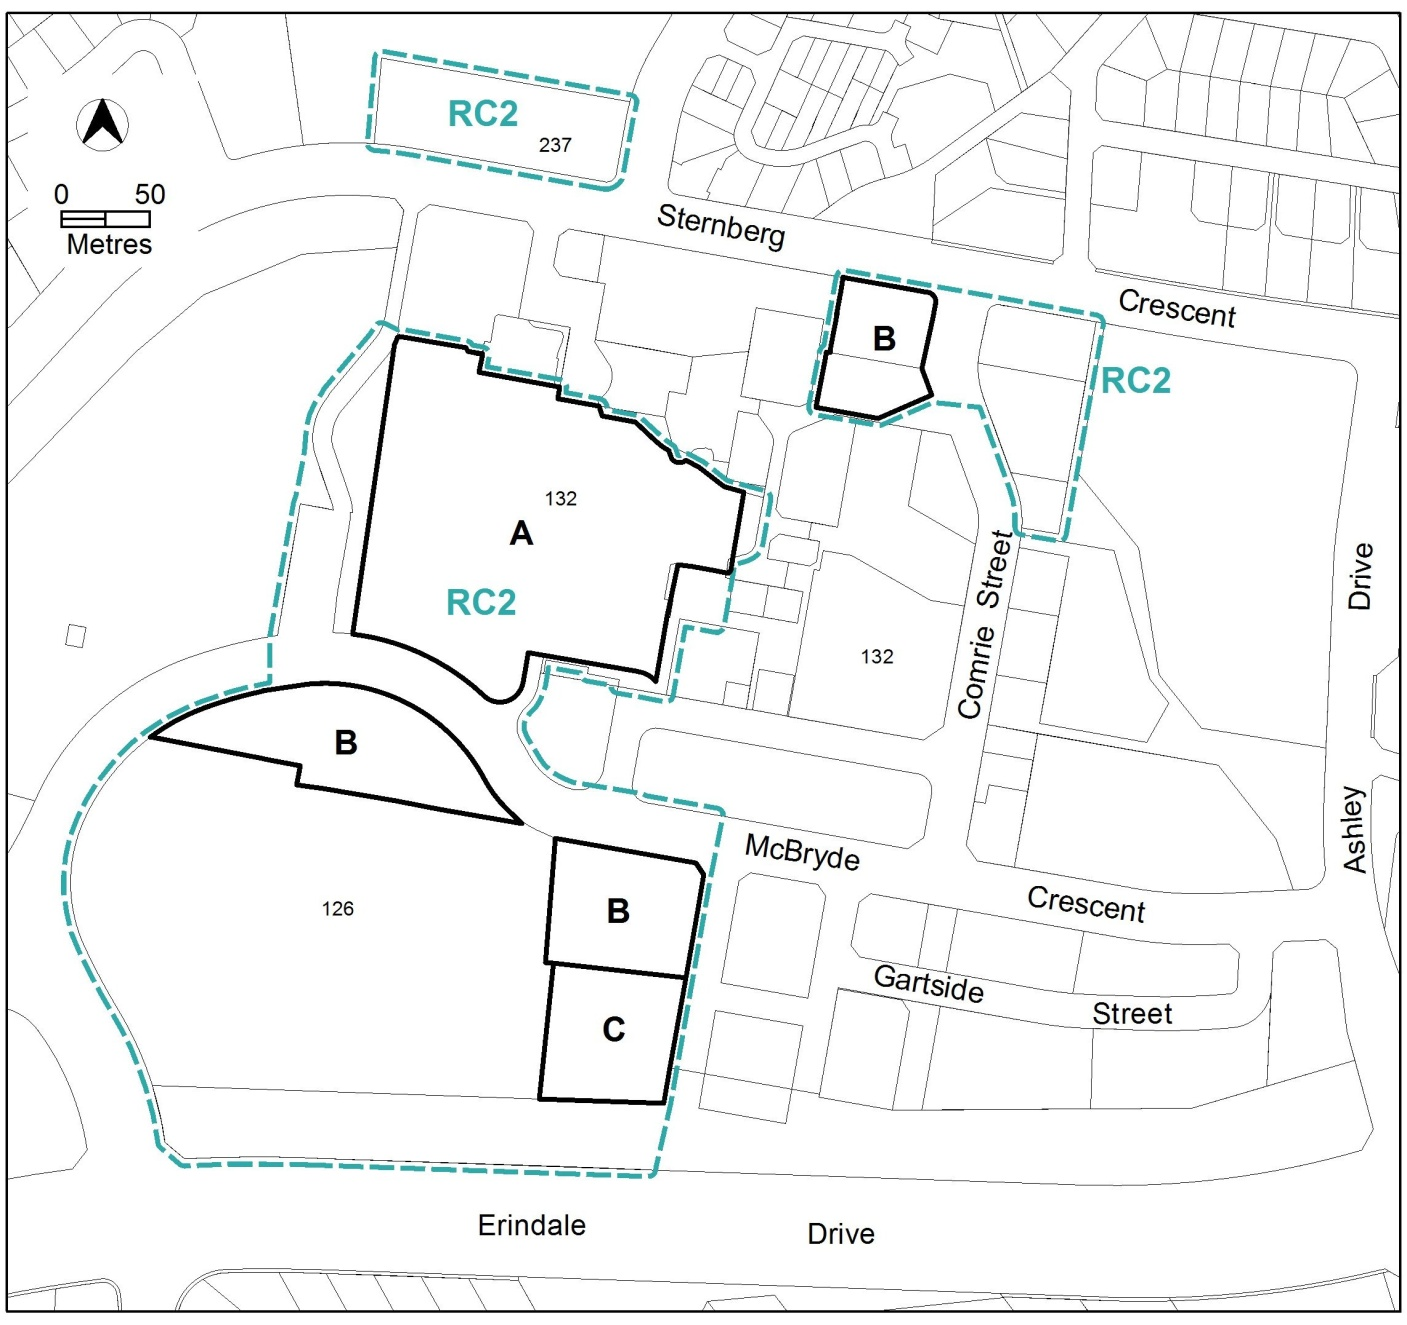 RC2
237
0 50
Metres
Sternberg
Crescent
B
RC2
132
A
RC2
Comrie Street
Drive
132
B
Ashley
McBryde
Crescent
126
B
Gartside
Street
C
Erindale
Drive